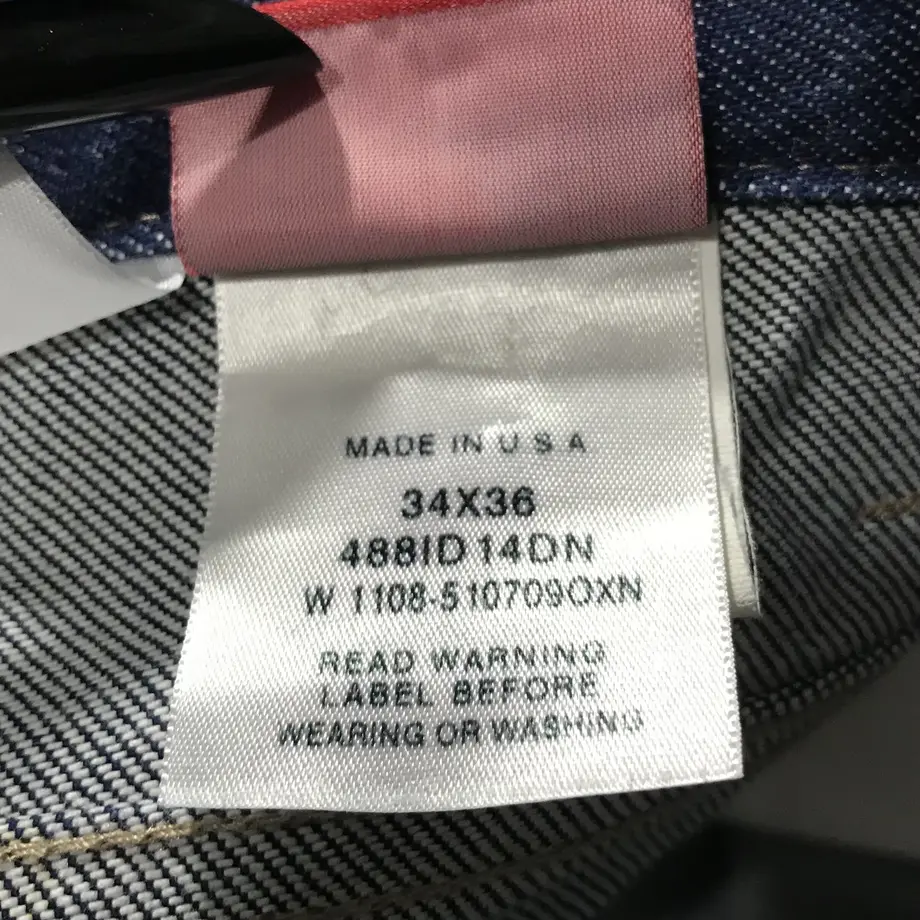 MADE IN U S A
34X36
488ID14DN
W 1108-510709OXN
READ WARNING
LABEL BEFORE
WEARING OR WASHING